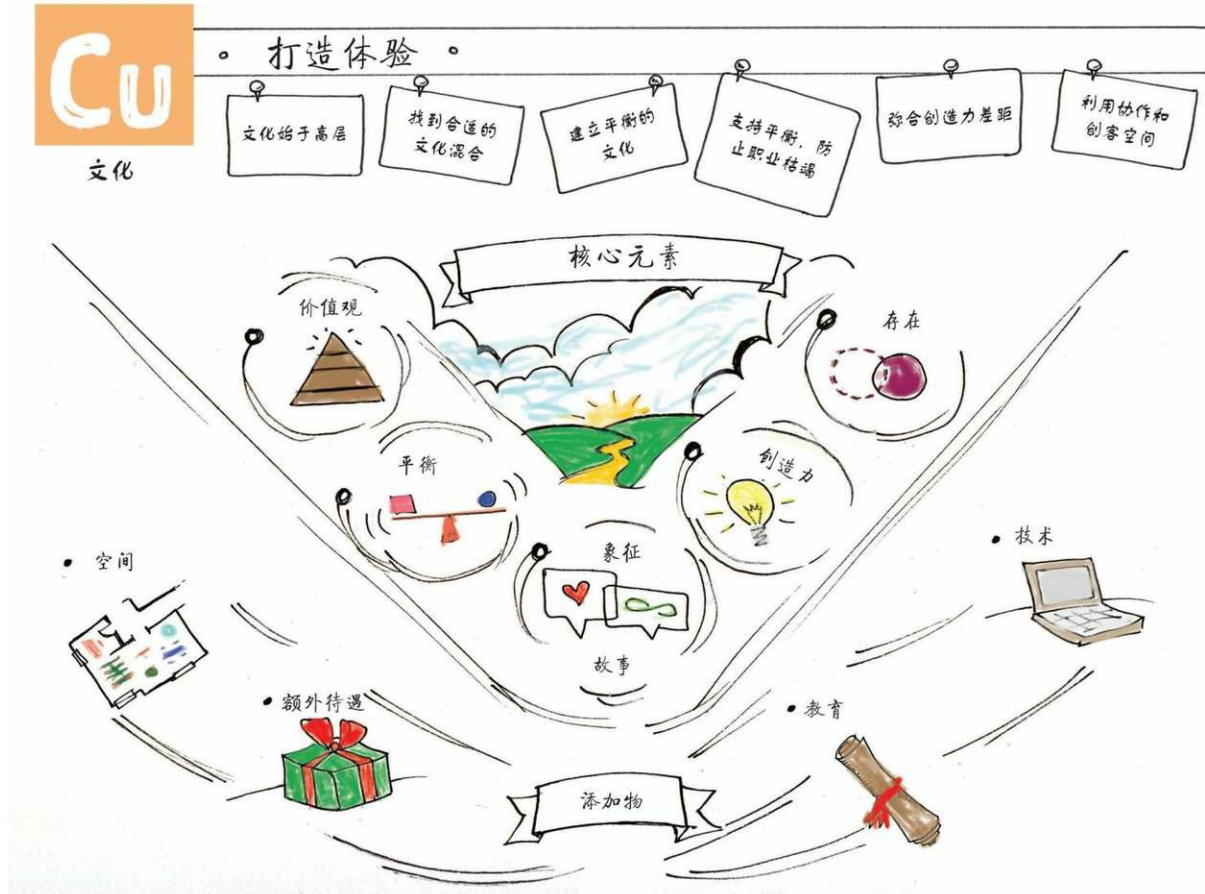 Cu
文化
• 打造体验 •
文化始于高层
找到合适的
文化混合
建立平衡的
文化
支持平衡，防
止职业枯竭
弥合创造力差距
利用协作和
创客空间
核心元素
价值观
存在
平衡
创造力
象征
故事
• 空间
• 技术
• 额外待遇
• 教育
添加物